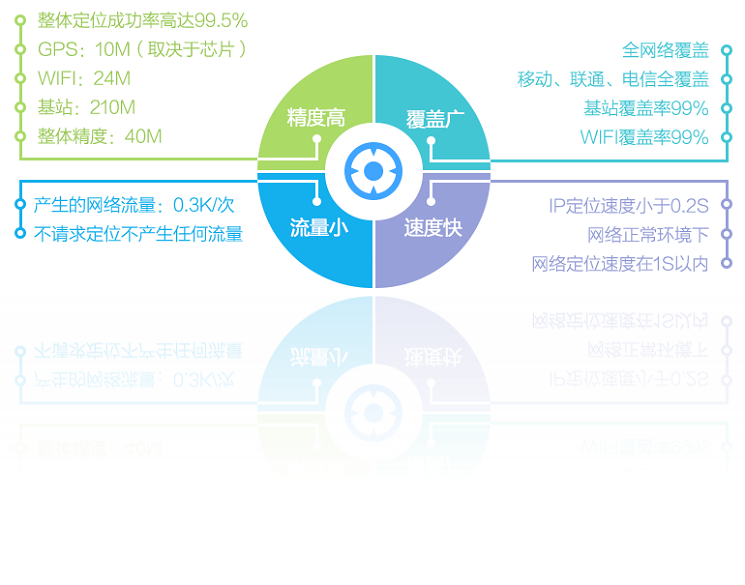 整体定位成功率高达99.5%
GPS：10M（取决于芯片）
WIFI：24M
基站：210M
整体精度：40M
精度高
覆盖广
全网络覆盖
移动、联通、电信全覆盖
基站覆盖率99%
WIFI覆盖率99%
产生的网络流量：0.3K/次
不请求定位不产生任何流量
流量小
速度快
IP定位速度小于0.2S
网络正常环境下
网络定位速度在1S以内